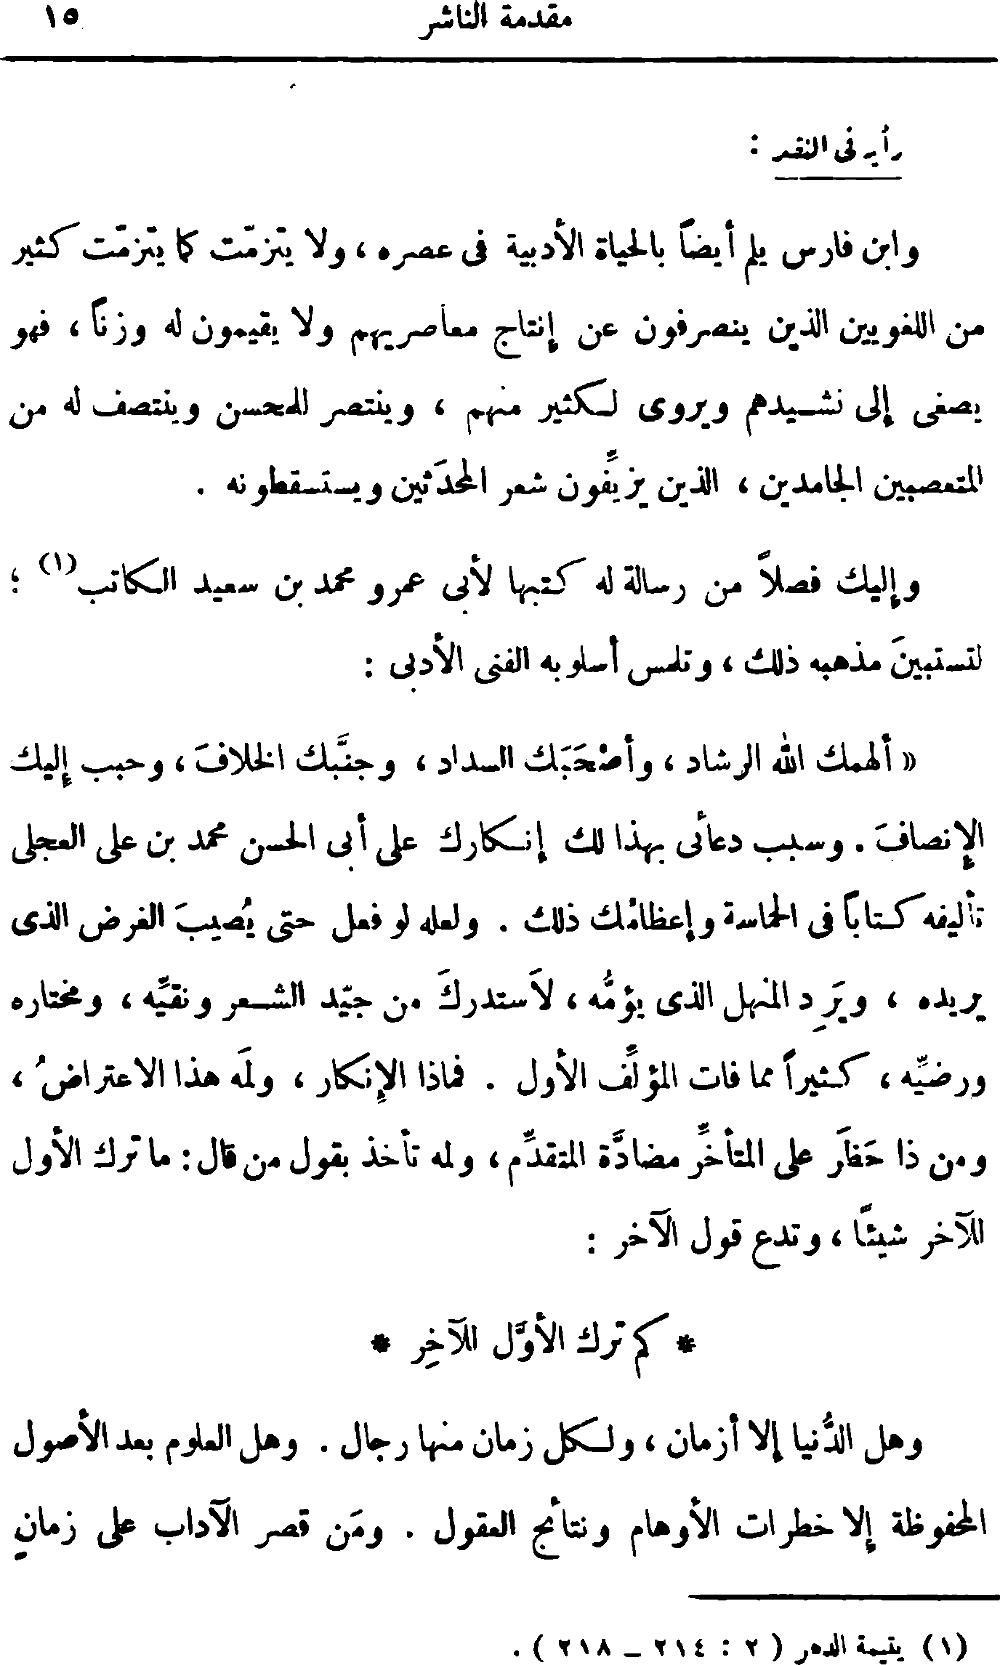 مقدمة الناشر ١٥
رأيه فى النقد :
وابن فارس يلم أيضاً بالحياة الأدبية فى عصره ، ولا يتزمّت كما يتزمّت كثير
من اللغويين الذين ينصرفون عن إنتاج معاصريهم ولا يقيمون له وزناً ، فهو
يصغى إلى نشيدهم ويروى لكثير منهم ، وينتصر للمحسن وينتصف له من
المتعصبين الجامدين ، الذين يزيِّفون شعر المحدَثين ويستسقطونه .
وإليك فصلاً من رسالة له كتبها لأبى عمرو محمد بن سعيد الكاتب(١) ؛
لتستبينَ مذهبه ذلك ، وتلمس أسلوبه الفنى الأدبى :
« ألهمك الله الرشاد ، وأصْحَبَك السداد ، وجنَّبك الخلافَ ، وحبب إليك
الإنصافَ . وسبب دعائى بهذا لك إنكارك على أبى الحسن محمد بن على العجلى
تأليفه كتاباً فى الحماسة وإعظامُك ذلك . ولعله لو فعل حتى يُصيبَ الغرض الذى
يريده ، ويَرِد المنهل الذى يؤمُّه ، لاَستدركَ من جيّد الشعر ونقيِّه ، ومختاره
ورضيِّه ، كثيراً مما فات المؤلِّف الأول . فماذا الإنكار ، ولمَه هذا الاعتراضُ ،
ومن ذا حَظَر على المتأخِّر مضادَّة المتقدِّم ، ولمه تأخذ بقول من قال : ما ترك الأول
للآخر شيئًا ، وتدع قول الآخر :
* كم ترك الأوَّل للآخِر *
وهل الدُّنيا إلا أزمان ، ولكل زمان منها رجال . وهل العلوم بعد الأصول
المحفوظة إلا خطرات الأوهام ونتائج العقول . ومَن قصر الآداب على زمانٍ
(١) يتيمة الدهر ( ٢ : ٢١٤ – ٢١٨ ) .